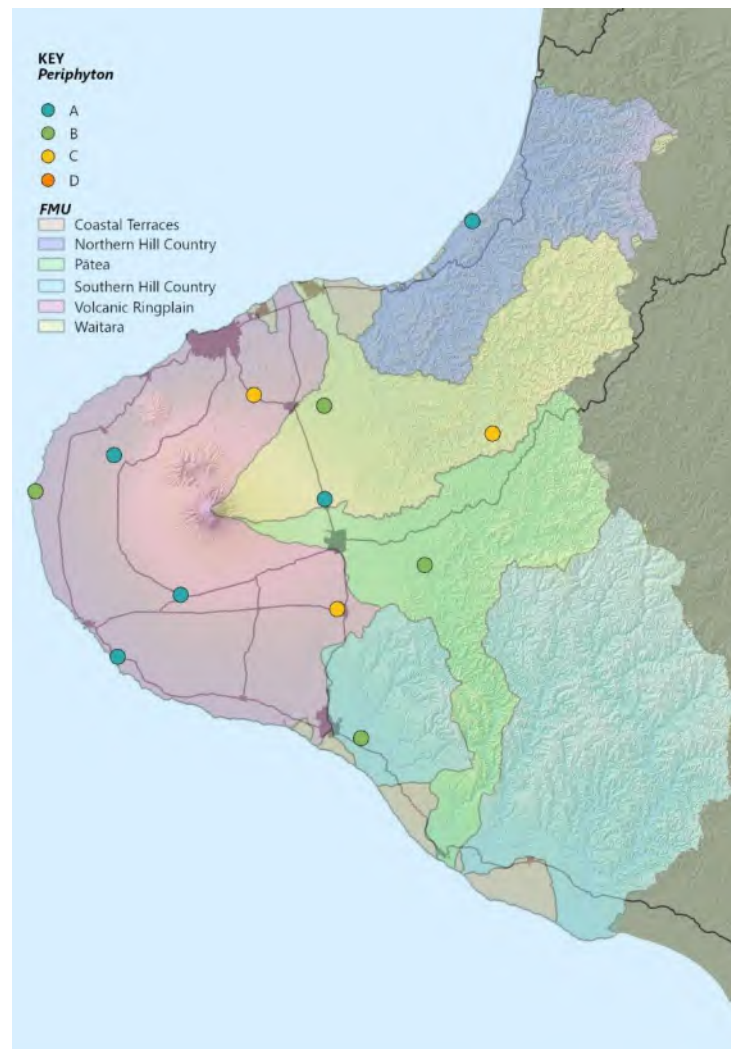 KEY
Periphyton
A
B
C
D
FMU
Coastal Terraces
Northern Hill Country
Pātea
Southern Hill Country
Volcanic Ringplain
Waitara